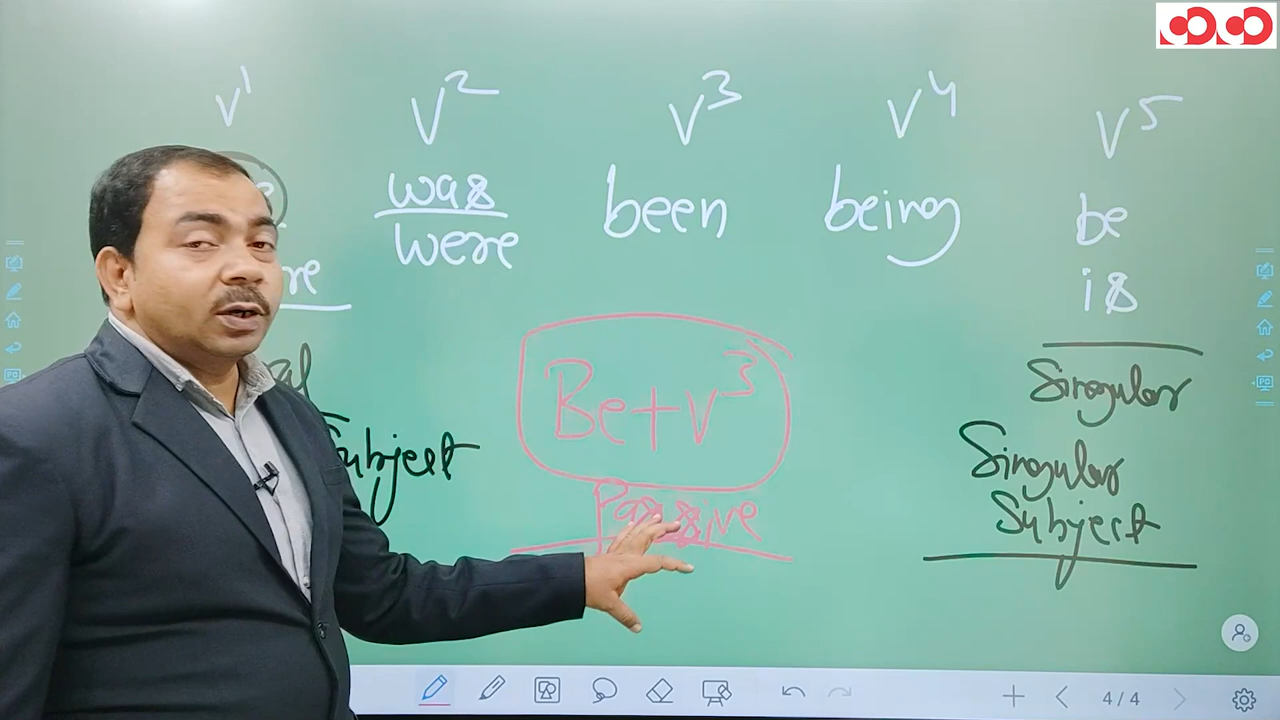 V¹ V² V³ V⁴ V⁵
was been being be
were is
Be+V³ Singular
Subject Singular
Passive Subject
4/4